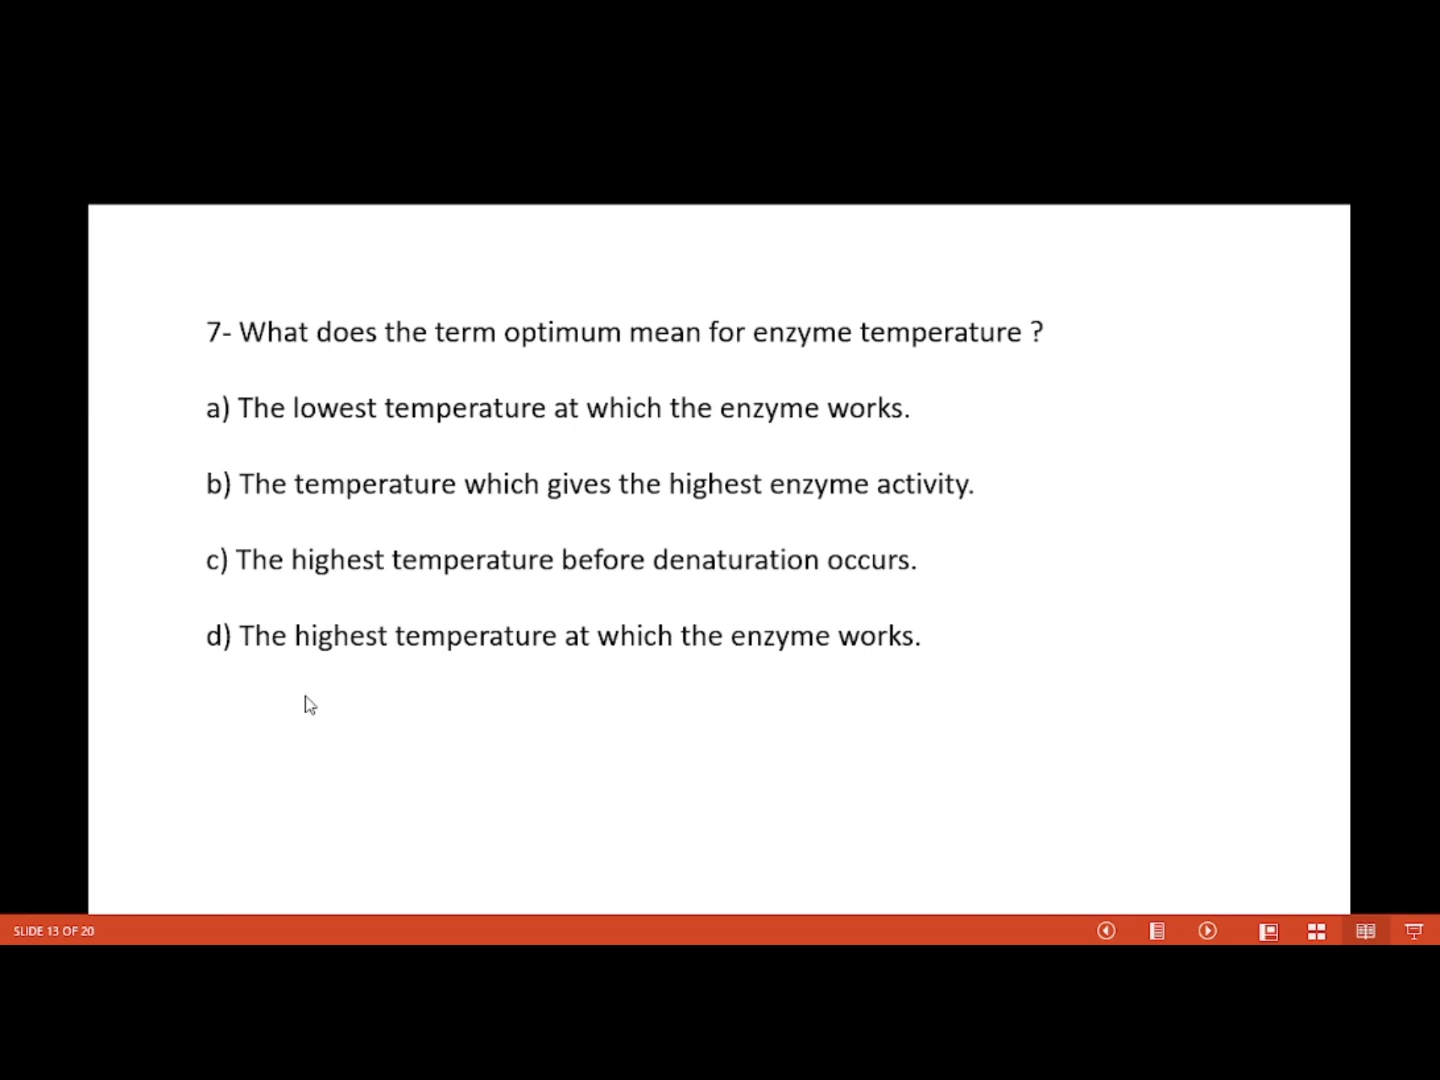 7- What does the term optimum mean for enzyme temperature ?
a) The lowest temperature at which the enzyme works.
b) The temperature which gives the highest enzyme activity.
c) The highest temperature before denaturation occurs.
d) The highest temperature at which the enzyme works.
SLIDE 13 OF 20